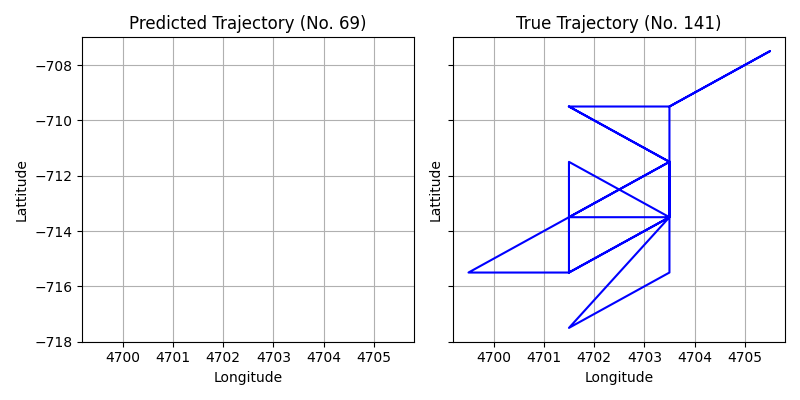 Predicted Trajectory (No. 69)
True Trajectory (No. 141)
−708
−710
−712
−714
−716
−718
Lattitude
Lattitude
4700 4701 4702 4703 4704 4705
4700 4701 4702 4703 4704 4705
Longitude
Longitude